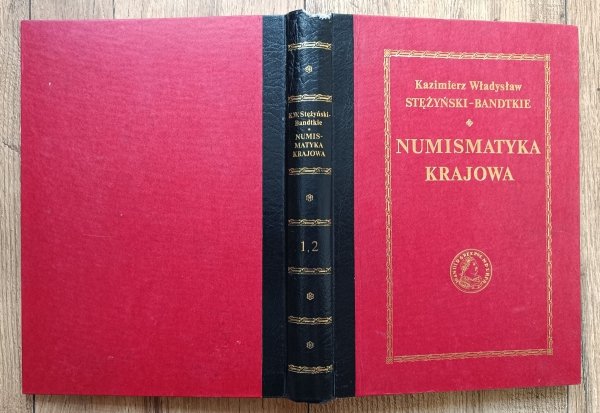 K.W. Stężyński-
Bandtkie
NUMIS-
MATYKA
KRAJOWA
1, 2
Kazimierz Władysław
STĘŻYŃSKI-BANDTKIE
NUMISMATYKA
KRAJOWA